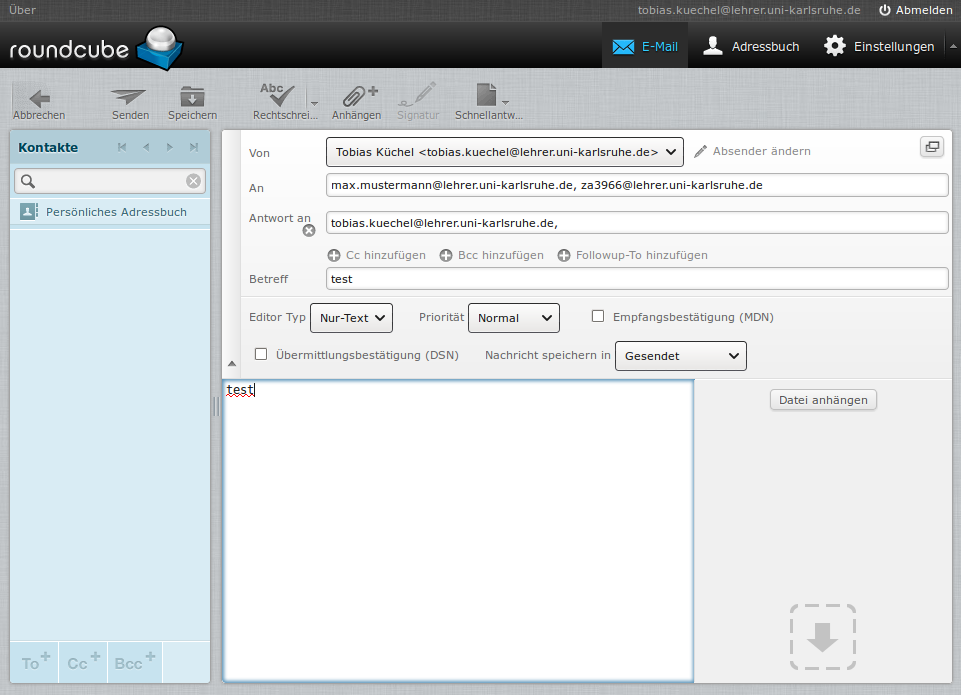 Über tobias.kuechel@lehrer.uni-karlsruhe.de Abmelden
roundcube E-Mail Adressbuch Einstellungen
Abbrechen Senden Speichern Abc Rechtschrei... Anhängen Signatur Schnellantw...
Kontakte
Persönliches Adressbuch
Von Tobias Küchel <tobias.kuechel@lehrer.uni-karlsruhe.de> Absender ändern
An max.mustermann@lehrer.uni-karlsruhe.de, za3966@lehrer.uni-karlsruhe.de
Antwort an tobias.kuechel@lehrer.uni-karlsruhe.de,
Cc hinzufügen Bcc hinzufügen Followup-To hinzufügen
Betreff test
Editor Typ Nur-Text Priorität Normal Empfangsbestätigung (MDN)
Übermittlungsbestätigung (DSN) Nachricht speichern in Gesendet
test
Datei anhängen
To+ Cc+ Bcc+